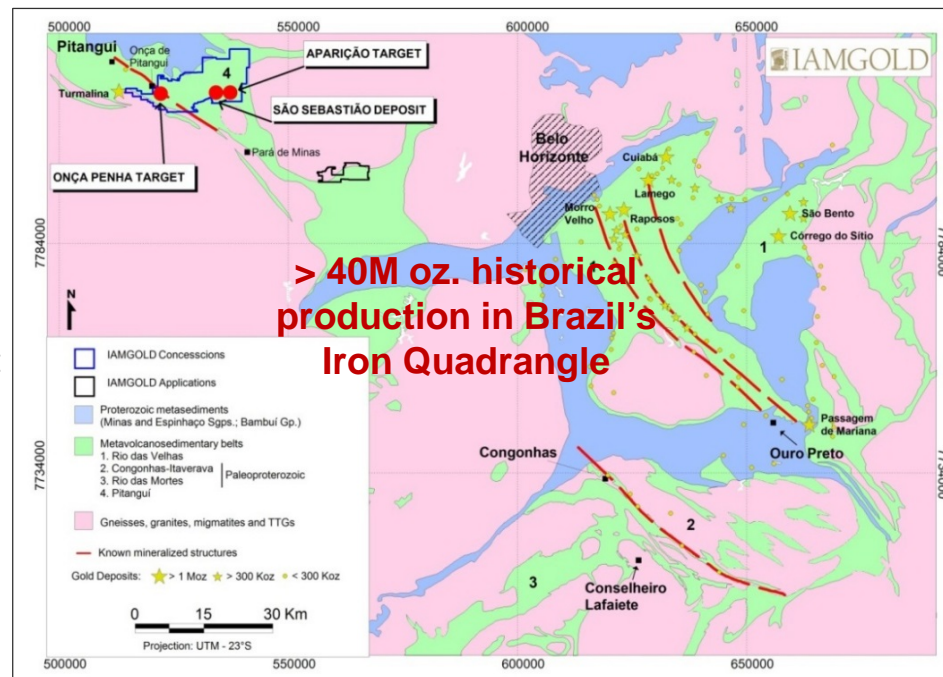 500000
550000
600000
650000
Pitangui
Onça de
Pitangui
APARIÇÃO TARGET
4
IAMGOLD
Turmalina
SÃO SEBASTIÃO DEPOSIT
Belo
Horizonte
Pará de Minas
Cuiabá
ONÇA PENHA TARGET
Lamego
Morro
Velho
Raposos
São Bento
Córrego do Sítio
1
7784000
7784000
> 40M oz. historical
production in Brazil's
Iron Quadrangle
N
IAMGOLD Concesscions
IAMGOLD Applications
Proterozoic metasediments
(Minas and Espinhaço Sgps.; Bambuí Gp.)
Metavolcanosedimentary belts
1. Rio das Velhas
2. Congonhas-Itaverava
3. Rio das Mortes
4. Pitanguí
Paleoproterozoic
Gneisses, granites, migmatites and TTGs
Known mineralized structures
Gold Deposits: > 1 Moz > 300 Koz < 300 Koz
0 15 30 Km
Projection: UTM - 23°S
Passagem
de Mariana
Ouro Preto
Congonhas
7734000
7734000
2
3
Conselheiro
Lafaiete
500000
550000
600000
650000